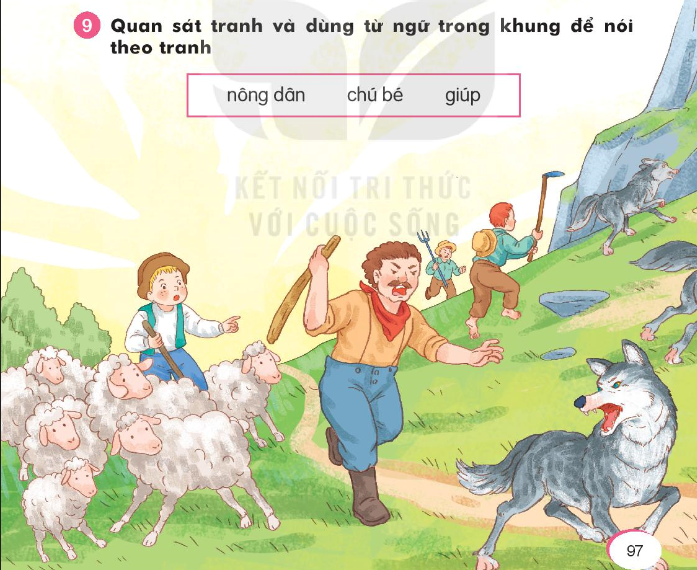 9 Quan sát tranh và dùng từ ngữ trong khung để nói
theo tranh
nông dân chú bé giúp
KẾT NỐI TRI THỨC
VỚI CUỘC SỐNG
97